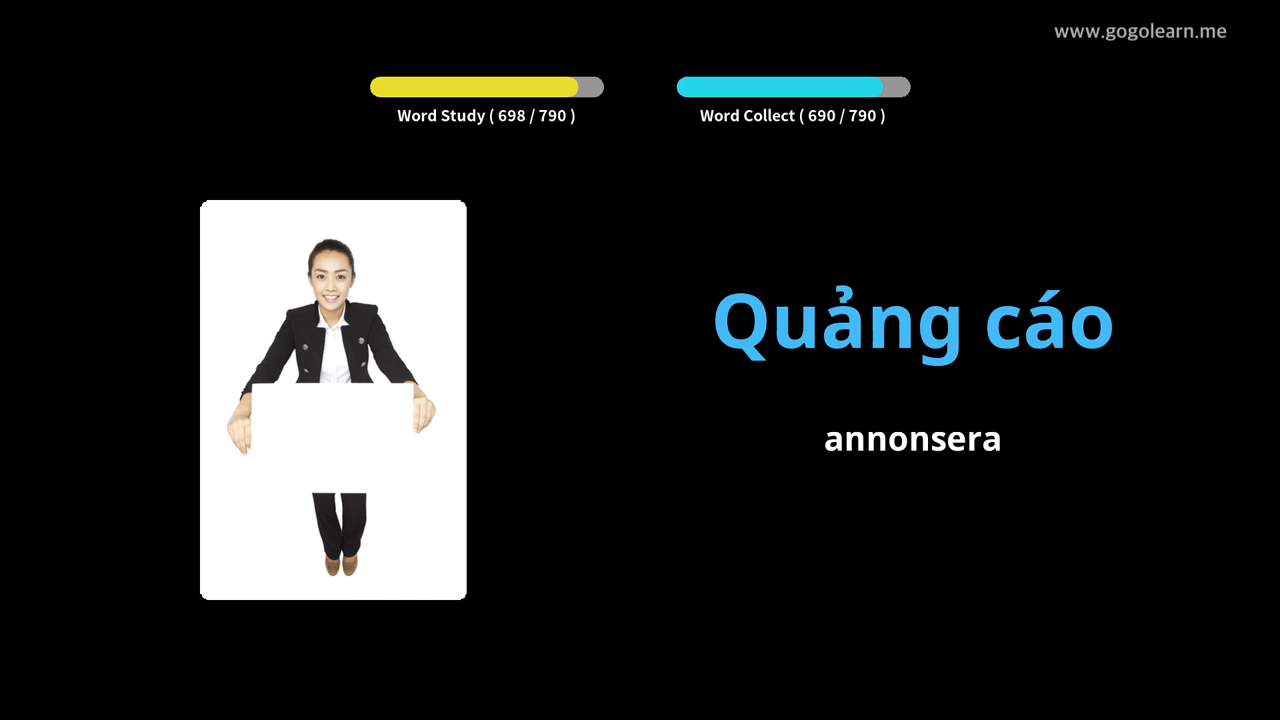 www.gogolearn.me
Word Study ( 698 / 790 )
Word Collect ( 690 / 790 )
Quảng cáo
annonsera